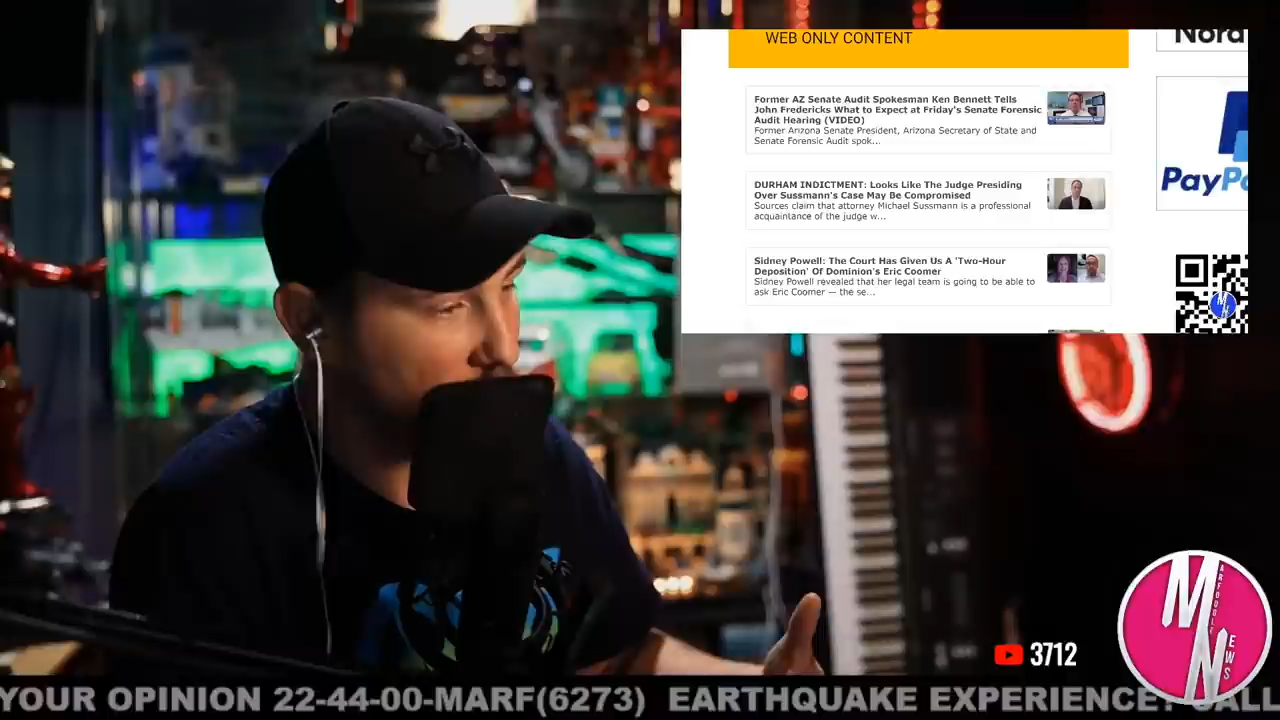 WEB ONLY CONTENT
Nord
Former AZ Senate Audit Spokesman Ken Bennett Tells
John Fredericks What to Expect at Friday's Senate Forensic
Audit Hearing (VIDEO)
Former Arizona Senate President, Arizona Secretary of State and
Senate Forensic Audit spok...
DURHAM INDICTMENT: Looks Like The Judge Presiding
Over Sussmann's Case May Be Compromised
Sources claim that attorney Michael Sussmann is a professional
acquaintance of the judge w...
PayPa
Sidney Powell: The Court Has Given Us A 'Two-Hour
Deposition' Of Dominion's Eric Coomer
Sidney Powell revealed that her legal team is going to be able to
ask Eric Coomer — the se...
3712
MARFOOGLE
NEWS
YOUR OPINION 22-44-00-MARF(6273) EARTHQUAKE EXPERIENCE? CALL